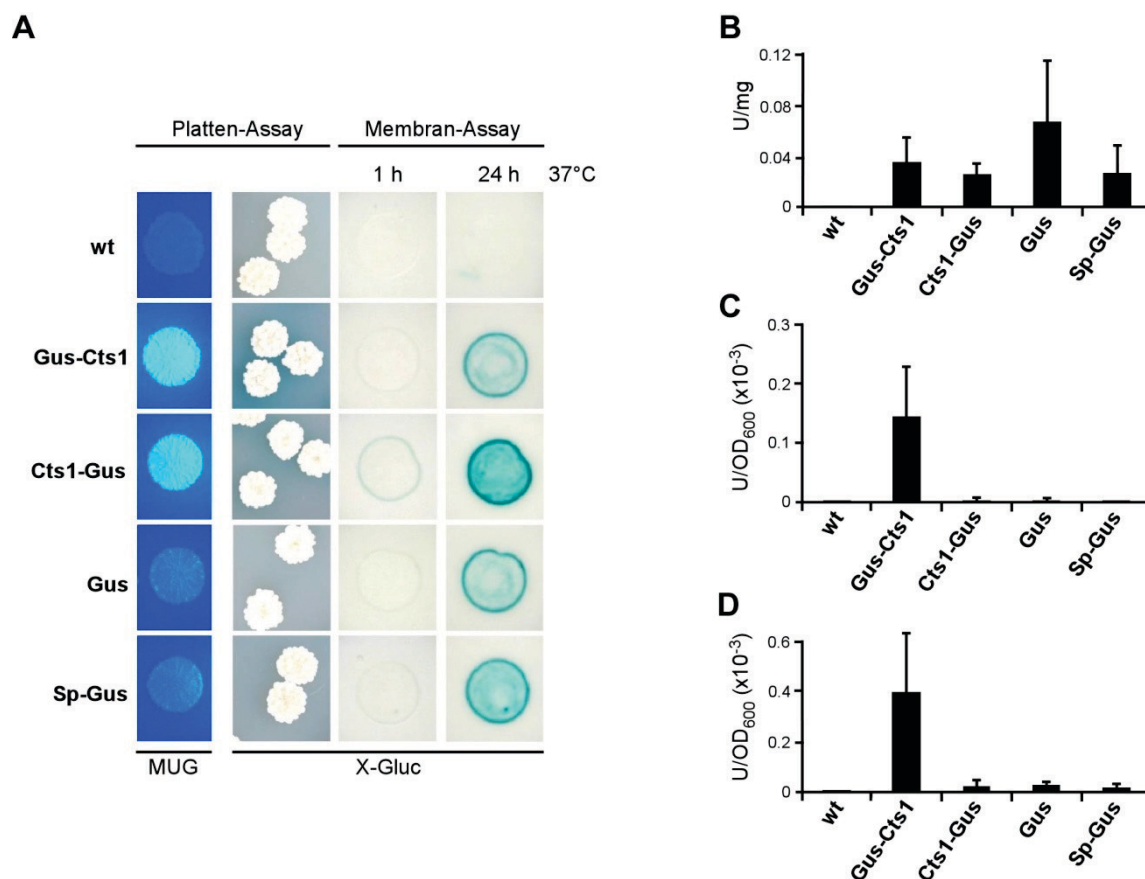 A
Platten-Assay Membran-Assay
1 h 24 h 37°C
wt
Gus-Cts1
Cts1-Gus
Gus
Sp-Gus
MUG X-Gluc
B
U/mg
0.12
0.08
0.04
0
wt Gus-Cts1 Cts1-Gus Gus Sp-Gus
C
U/OD600 (x10-3)
0.3
0.2
0.1
0
wt Gus-Cts1 Cts1-Gus Gus Sp-Gus
D
U/OD600 (x10-3)
0.6
0.4
0.2
0
wt Gus-Cts1 Cts1-Gus Gus Sp-Gus